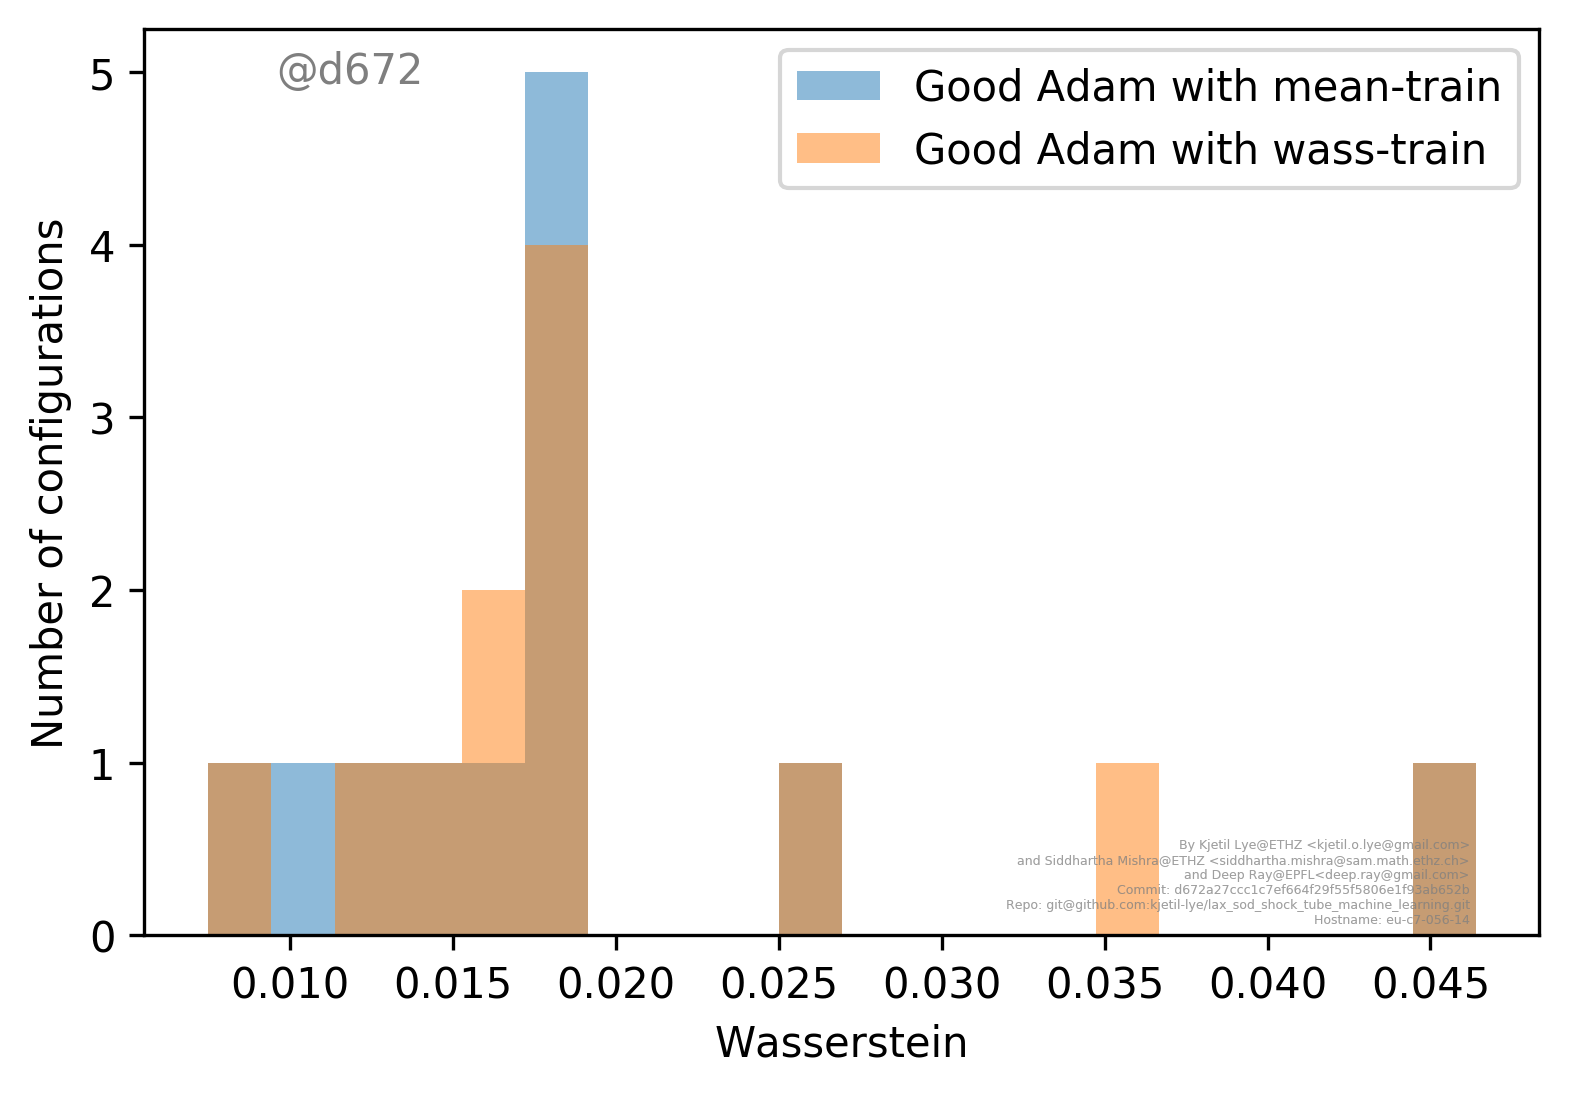 @d672
Good Adam with mean-train
Good Adam with wass-train
Number of configurations
5
4
3
2
1
0
By Kjetil Lye@ETHZ <kjetil.o.lye@gmail.com>
and Siddhartha Mishra@ETHZ <siddhartha.mishra@sam.math.ethz.ch>
and Deep Ray@EPFL<deep.ray@gmail.com>
Commit: d672a27ccc1c7ef664f29f55f5806e1f93ab652b
Repo: git@github.com:kjetil-lye/lax_sod_shock_tube_machine_learning.git
Hostname: eu-c7-056-14
0.010 0.015 0.020 0.025 0.030 0.035 0.040 0.045
Wasserstein